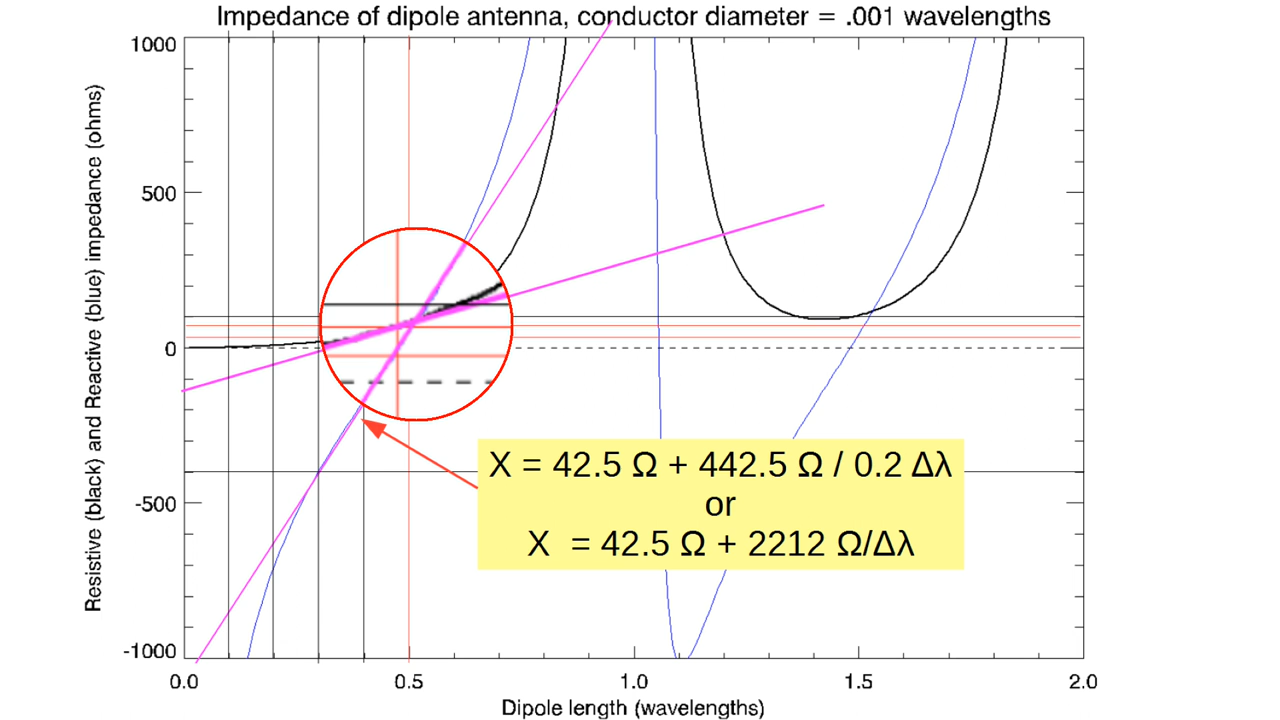 Impedance of dipole antenna, conductor diameter = .001 wavelengths
Resistive (black) and Reactive (blue) impedance (ohms)
1000
500
0
-500
-1000
X = 42.5 Ω + 442.5 Ω / 0.2 Δλ
or
X = 42.5 Ω + 2212 Ω/Δλ
0.0 0.5 1.0 1.5 2.0
Dipole length (wavelengths)